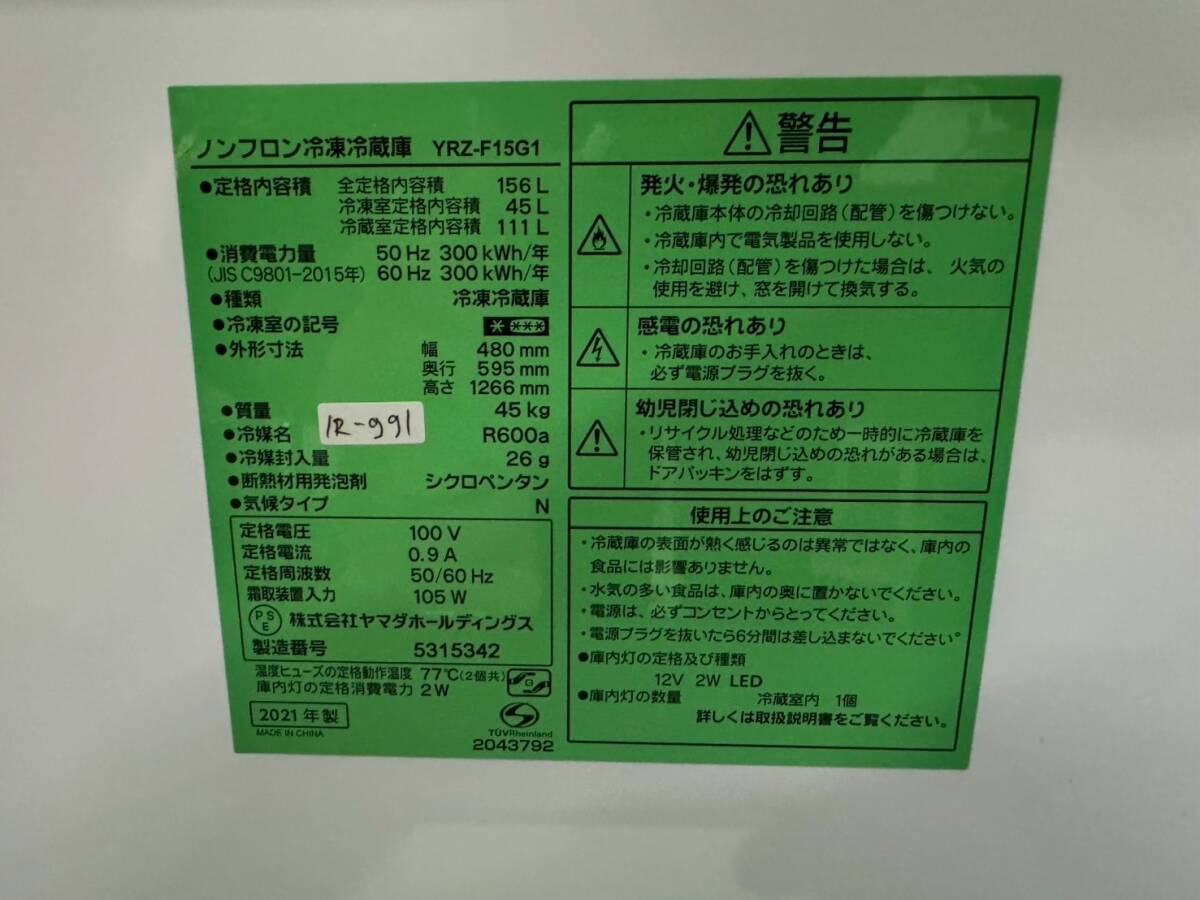 ノンフロン冷凍冷蔵庫 YRZ-F15G1
●定格内容積 全定格内容積 156 L
冷凍室定格内容積 45 L
冷蔵室定格内容積 111 L
●消費電力量 50 Hz 300 kWh/年
(JIS C9801-2015年) 60 Hz 300 kWh/年
●種類 冷凍冷蔵庫
●冷凍室の記号 * ***
●外形寸法 幅 480 mm
奥行 595 mm
高さ 1266 mm
●質量 45 kg
●冷媒名 R600a
●冷媒封入量 26 g
●断熱材用発泡剤 シクロペンタン
●気候タイプ N
IR-991
定格電圧 100 V
定格電流 0.9 A
定格周波数 50/60 Hz
霜取装置入力 105 W
PSE 株式会社ヤマダホールディングス
製造番号 5315342
温度ヒューズの定格動作温度 77℃(2個共)
庫内灯の定格消費電力 2 W
G
2021 年製
MADE IN CHINA
TÜVRheinland
2043792
警告
発火・爆発の恐れあり
・冷蔵庫本体の冷却回路(配管)を傷つけない。
・冷蔵庫内で電気製品を使用しない。
・冷却回路(配管)を傷つけた場合は、火気の
使用を避け、窓を開けて換気する。
感電の恐れあり
・冷蔵庫のお手入れのときは、
必ず電源プラグを抜く。
幼児閉じ込めの恐れあり
・リサイクル処理などのため一時的に冷蔵庫を
保管され、幼児閉じ込めの恐れがある場合は、
ドアパッキンをはずす。
使用上のご注意
・冷蔵庫の表面が熱く感じるのは異常ではなく、庫内の
食品には影響ありません。
・水気の多い食品は、庫内の奥に置かないでください。
・電源は、必ずコンセントからとってください。
・電源プラグを抜いたら6分間は差し込まないでください。
●庫内灯の定格及び種類
12V 2W LED
●庫内灯の数量 冷蔵室内 1個
詳しくは取扱説明書をご覧ください。